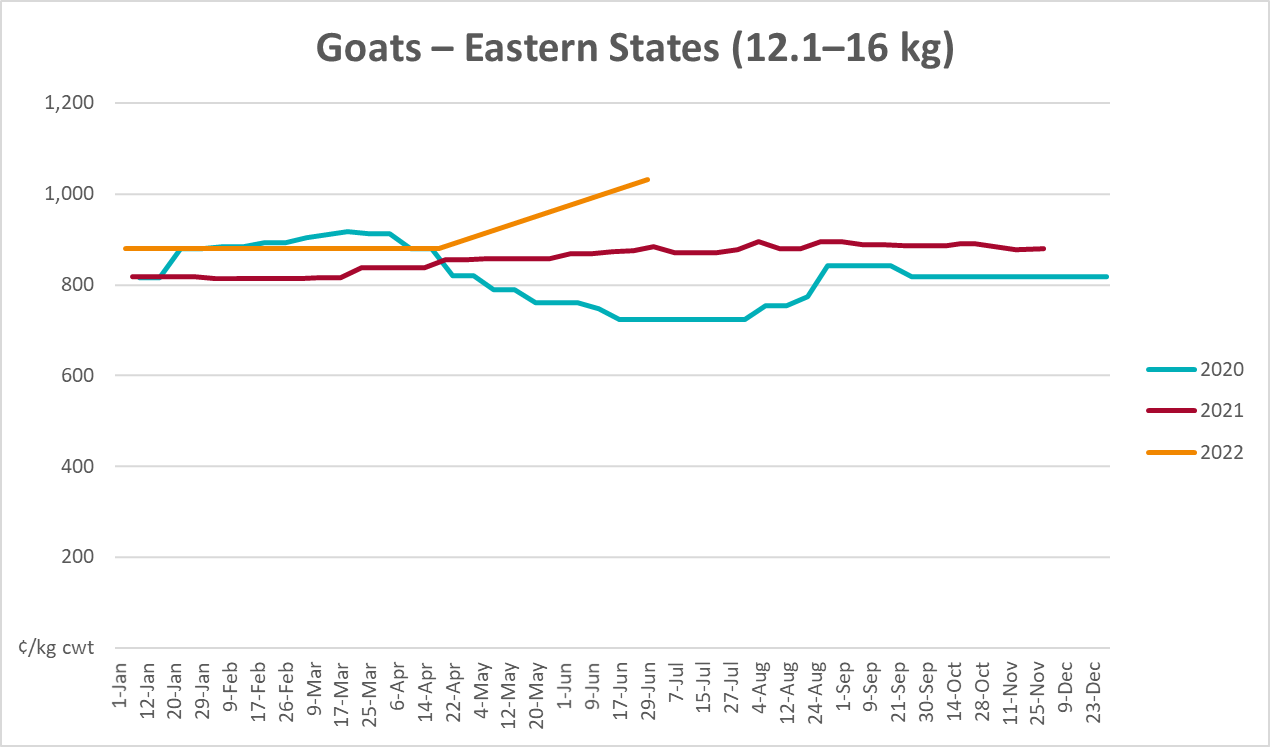 Goats – Eastern States (12.1–16 kg)
1,200
1,000
800
600
400
200
¢/kg cwt
1-Jan
12-Jan
20-Jan
29-Jan
9-Feb
17-Feb
26-Feb
9-Mar
17-Mar
25-Mar
6-Apr
14-Apr
22-Apr
4-May
12-May
20-May
1-Jun
9-Jun
17-Jun
29-Jun
7-Jul
15-Jul
27-Jul
4-Aug
12-Aug
24-Aug
1-Sep
9-Sep
21-Sep
30-Sep
14-Oct
28-Oct
11-Nov
25-Nov
9-Dec
23-Dec
2020
2021
2022